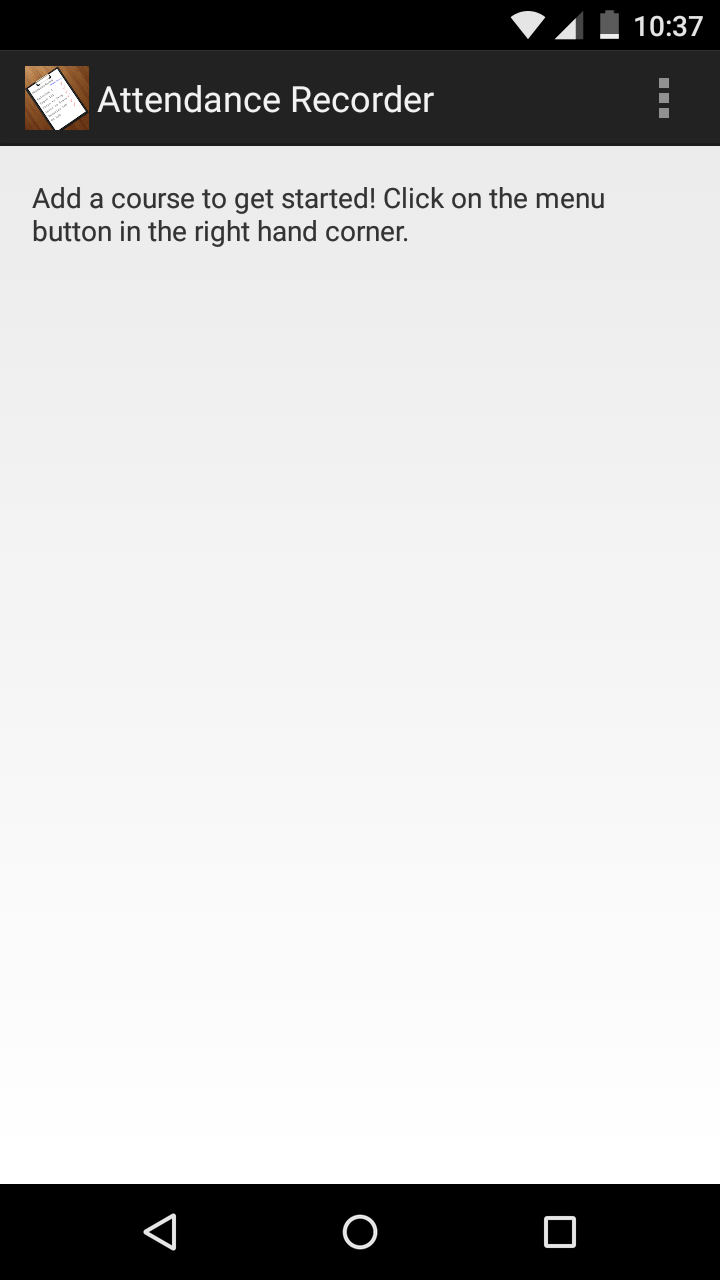 10:37
Attendance Recorder
Add a course to get started! Click on the menu
button in the right hand corner.